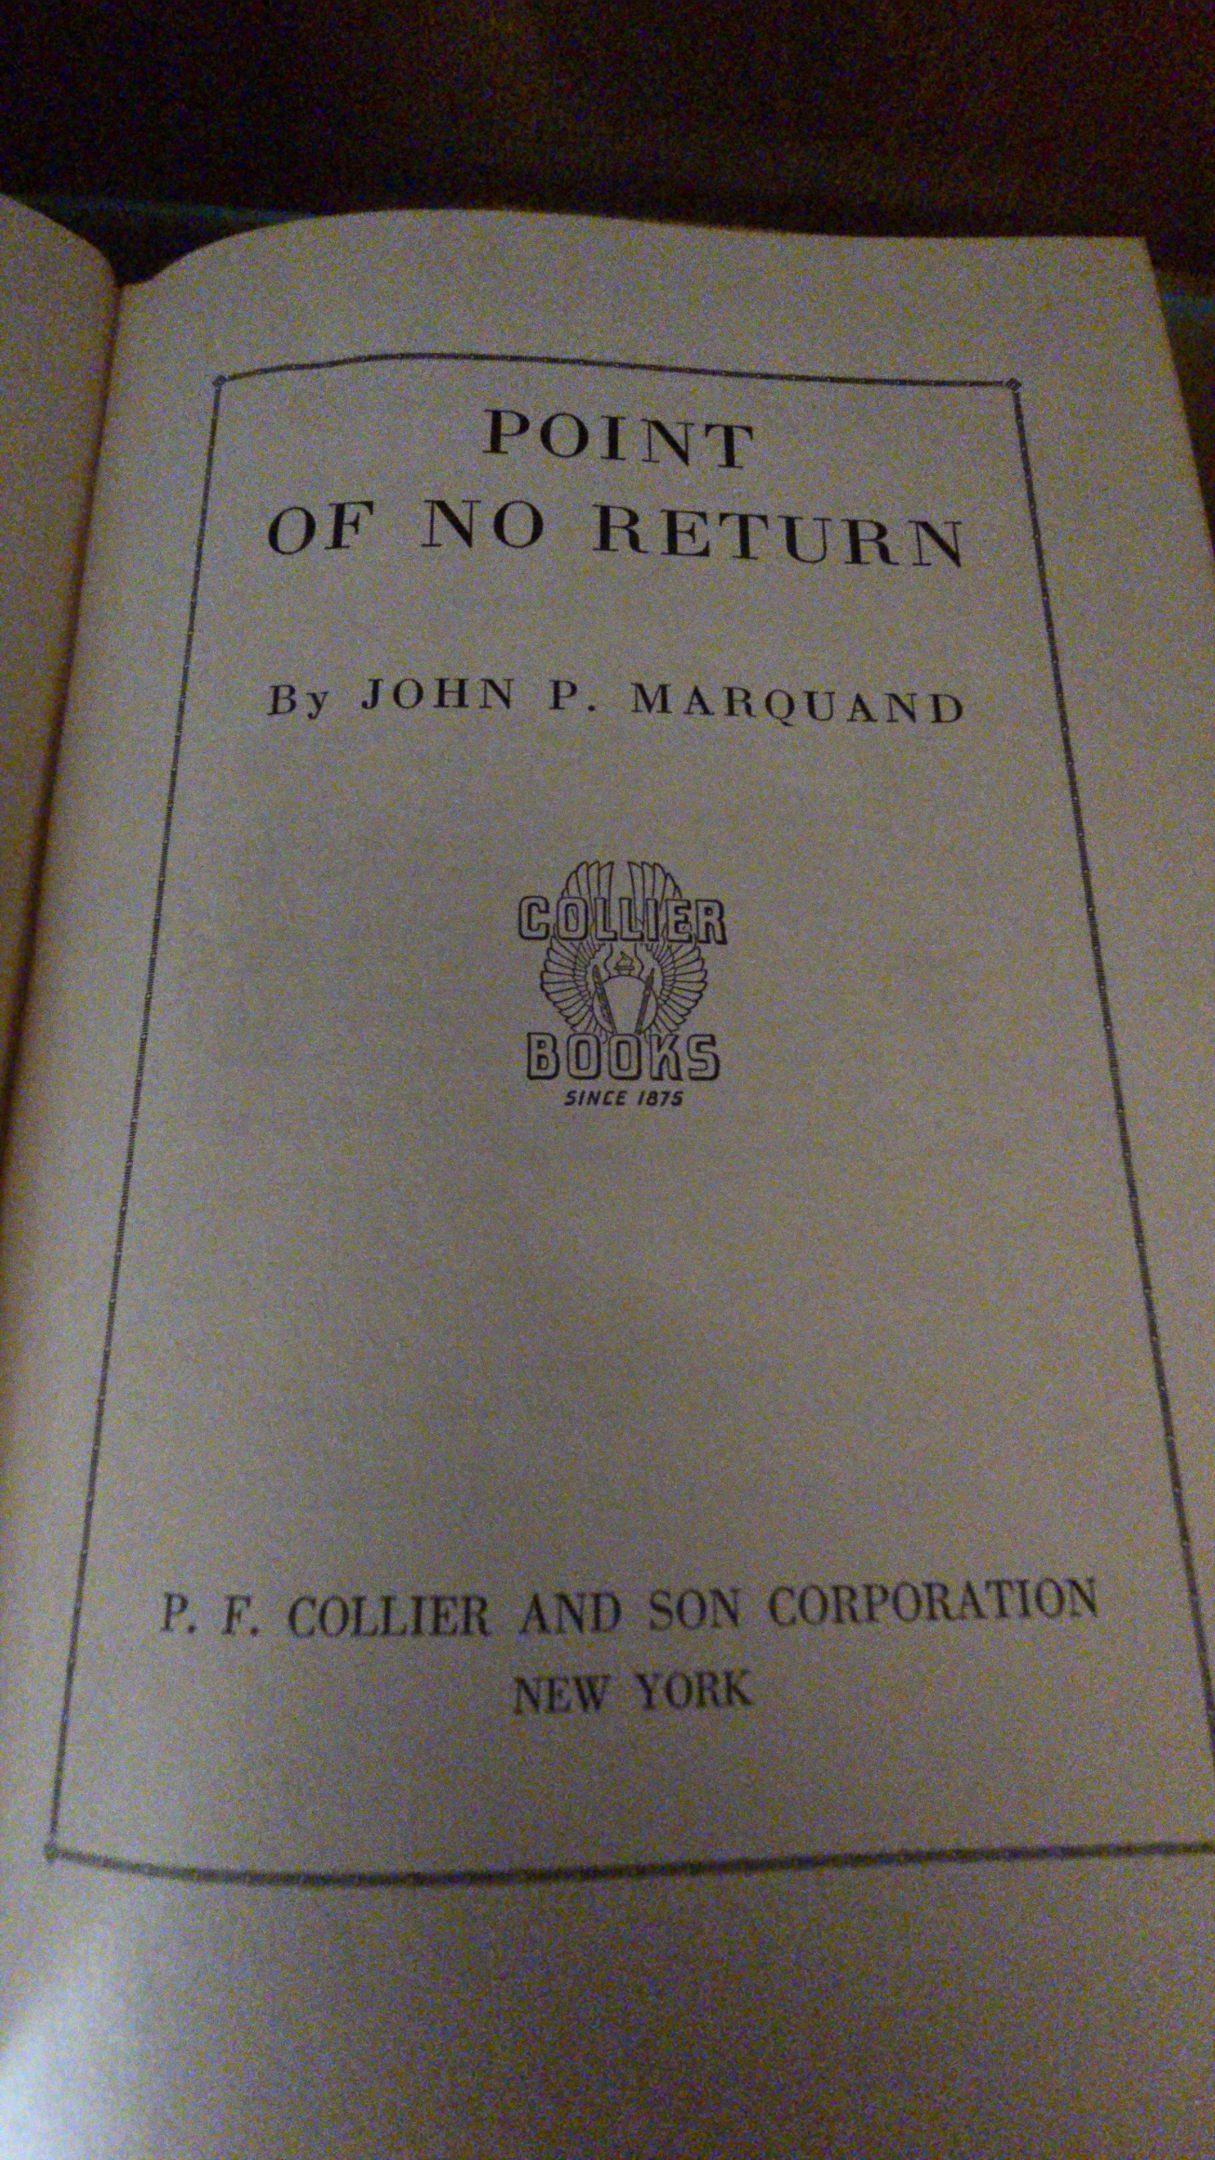 POINT
OF NO RETURN
By JOHN P. MARQUAND
COLLIER
BOOKS
SINCE 1875
P. F. COLLIER AND SON CORPORATION
NEW YORK